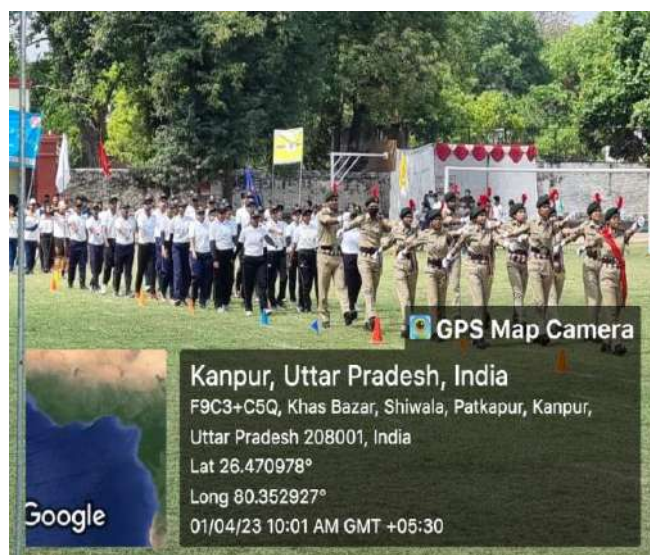 GPS Map Camera
Kanpur, Uttar Pradesh, India
F9C3+C5Q, Khas Bazar, Shiwala, Patkapur, Kanpur,
Uttar Pradesh 208001, India
Lat 26.470978°
Long 80.352927°
01/04/23 10:01 AM GMT +05:30
Google